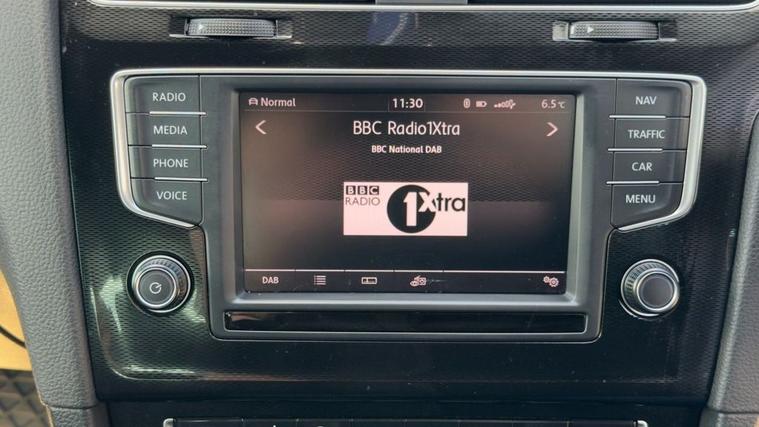 RADIO
MEDIA
PHONE
VOICE
Normal 11:30 6.5 °C
BBC Radio1Xtra
BBC National DAB
BBC
RADIO
1Xtra
DAB
NAV
TRAFFIC
CAR
MENU